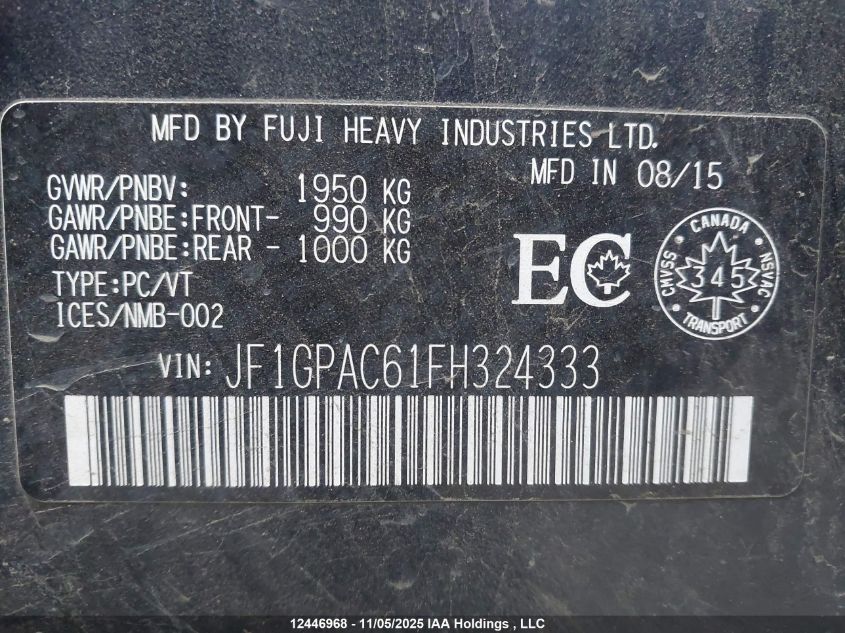 MFD BY FUJI HEAVY INDUSTRIES LTD.
MFD IN 08/15
GVWR/PNBV: 1950 KG
GAWR/PNBE:FRONT- 990 KG
GAWR/PNBE:REAR - 1000 KG
TYPE:PC/VT
ICES/NMB-002
EC
CANADA
CMVSS
345
NSVAC
TRANSPORT
VIN: JF1GPAC61FH324333
12446968 - 11/05/2025 IAA Holdings , LLC